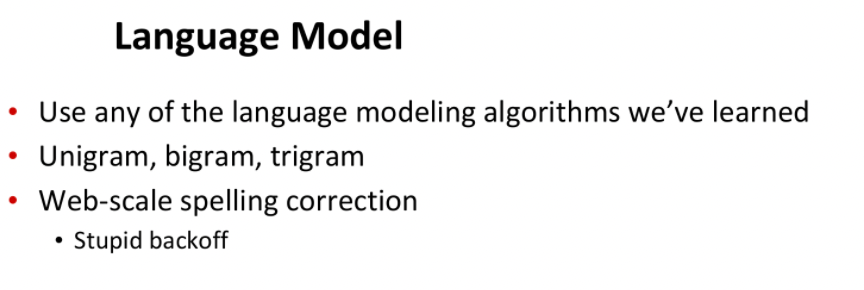 Language Model
• Use any of the language modeling algorithms we’ve learned
• Unigram, bigram, trigram
• Web-scale spelling correction
• Stupid backoff